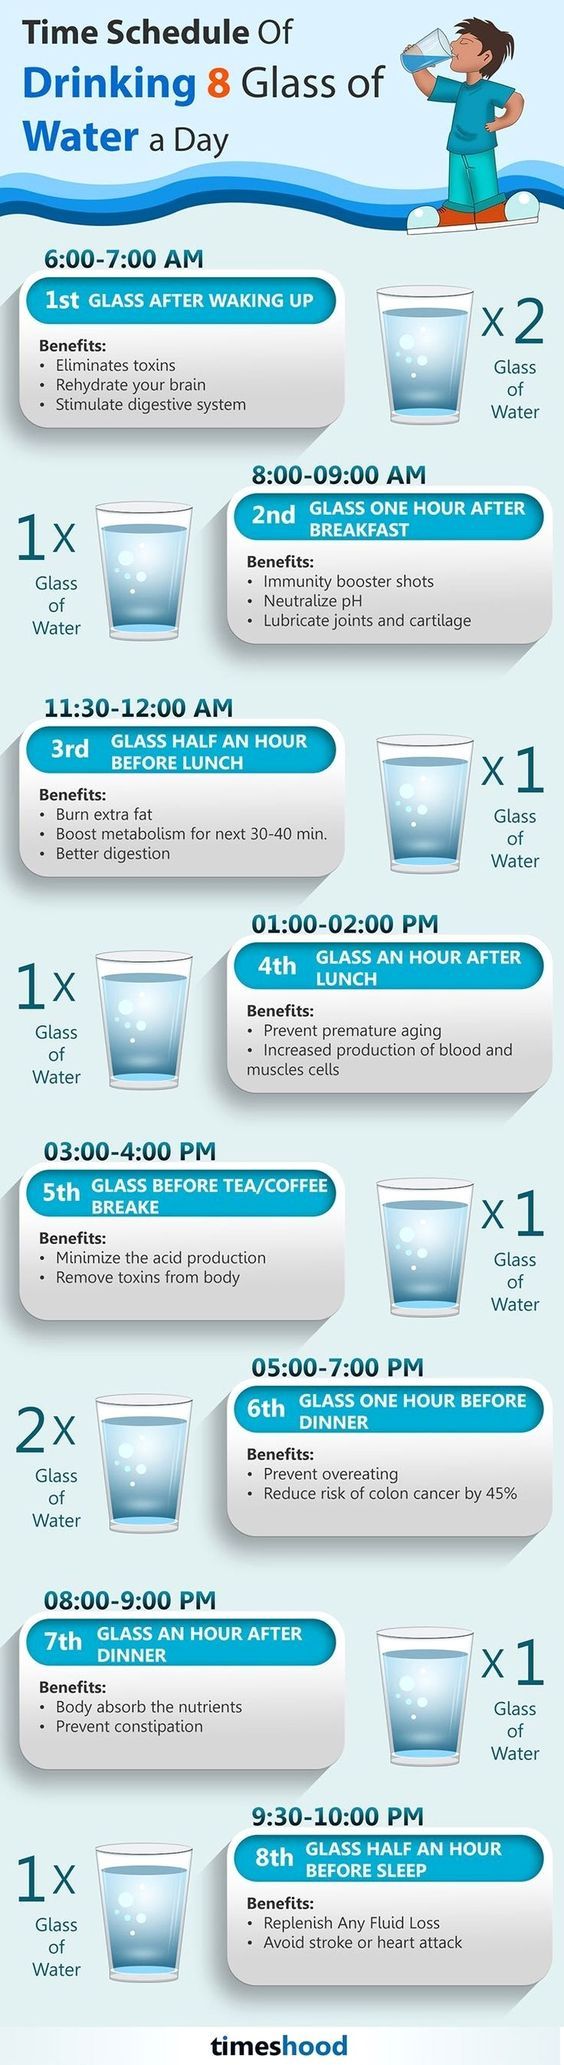 Time Schedule Of
Drinking 8 Glass of
Water a Day
6:00-7:00 AM
1st GLASS AFTER WAKING UP
Benefits:
• Eliminates toxins
• Rehydrate your brain
• Stimulate digestive system
X 2
Glass
of
Water
8:00-09:00 AM
2nd GLASS ONE HOUR AFTER
BREAKFAST
Benefits:
• Immunity booster shots
• Neutralize pH
• Lubricate joints and cartilage
1 X
Glass
of
Water
11:30-12:00 AM
3rd GLASS HALF AN HOUR
BEFORE LUNCH
Benefits:
• Burn extra fat
• Boost metabolism for next 30-40 min.
• Better digestion
X 1
Glass
of
Water
01:00-02:00 PM
4th GLASS AN HOUR AFTER
LUNCH
Benefits:
• Prevent premature aging
• Increased production of blood and
muscles cells
1 X
Glass
of
Water
03:00-4:00 PM
5th GLASS BEFORE TEA/COFFEE
BREAKE
Benefits:
• Minimize the acid production
• Remove toxins from body
X 1
Glass
of
Water
05:00-7:00 PM
6th GLASS ONE HOUR BEFORE
DINNER
Benefits:
• Prevent overeating
• Reduce risk of colon cancer by 45%
2 X
Glass
of
Water
08:00-9:00 PM
7th GLASS AN HOUR AFTER
DINNER
Benefits:
• Body absorb the nutrients
• Prevent constipation
X 1
Glass
of
Water
9:30-10:00 PM
8th GLASS HALF AN HOUR
BEFORE SLEEP
Benefits:
• Replenish Any Fluid Loss
• Avoid stroke or heart attack
1 X
Glass
of
Water
timeshood